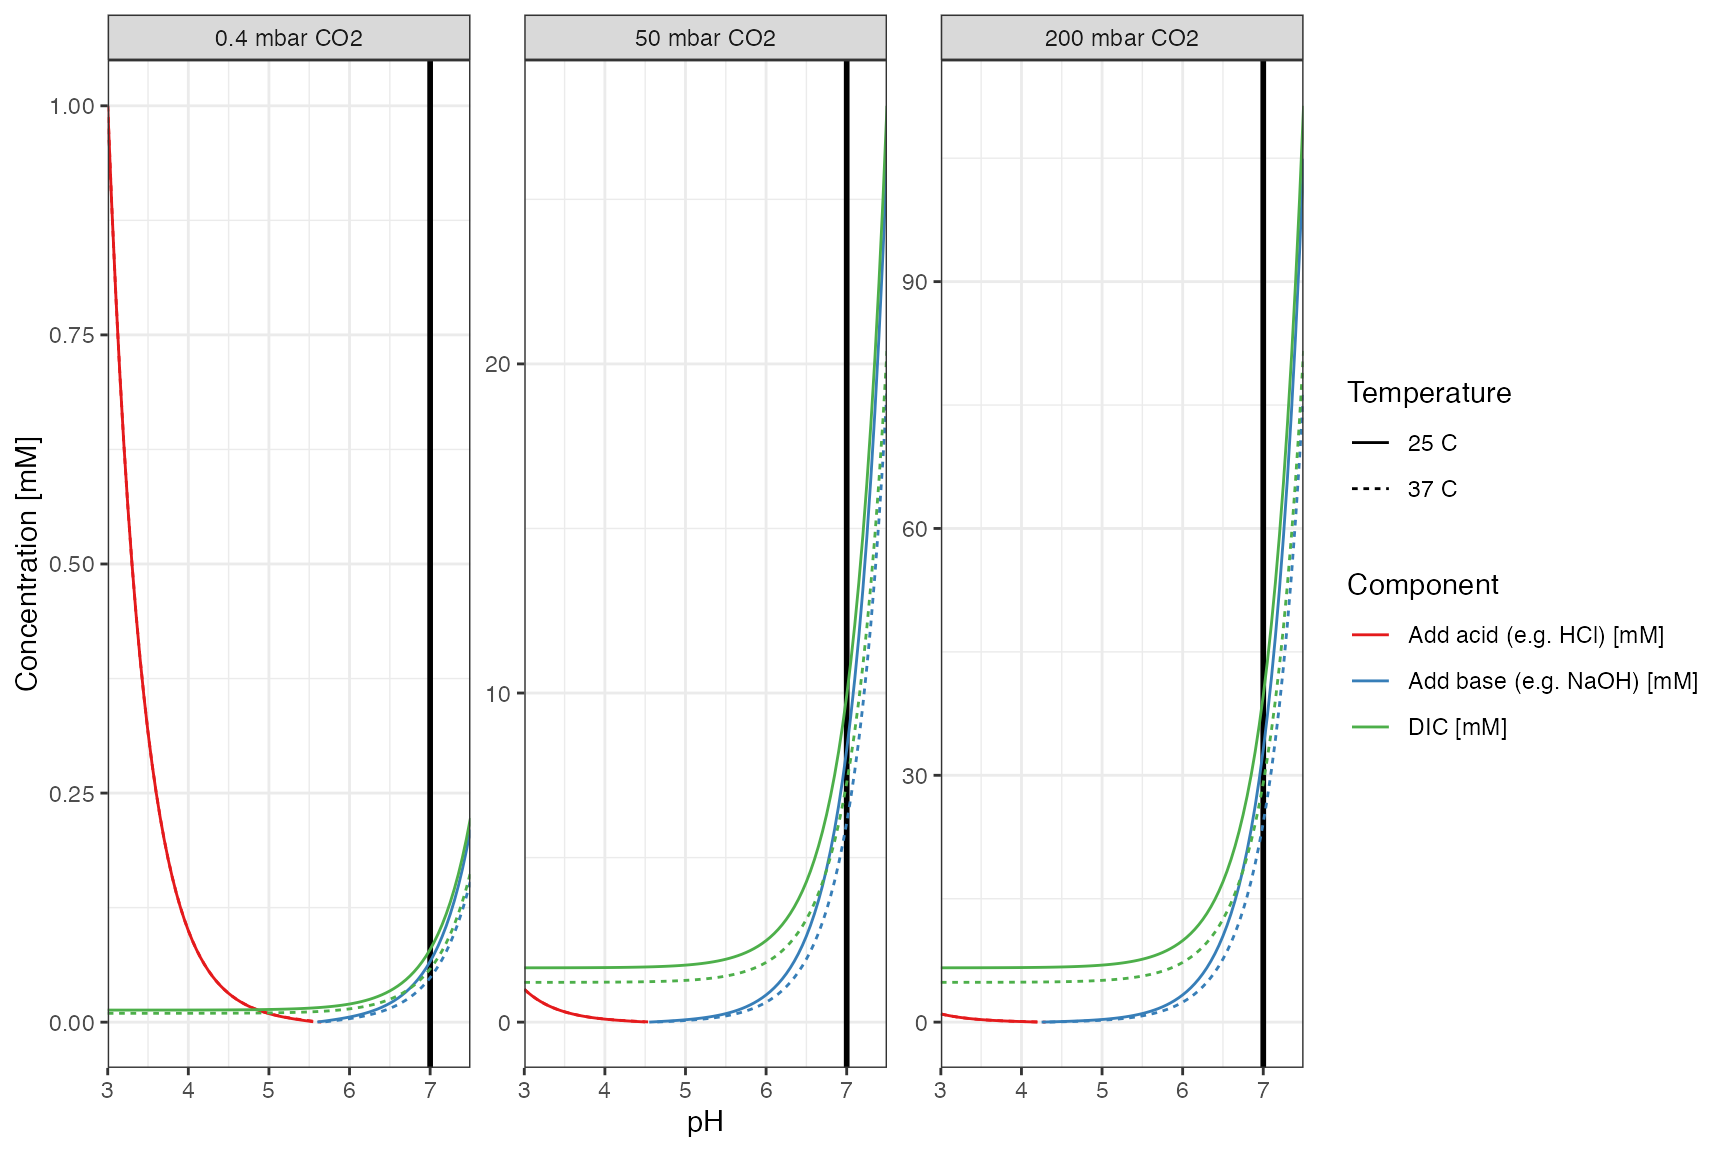 0.4 mbar CO2
50 mbar CO2
200 mbar CO2
Concentration [mM]
1.00
0.75
0.50
0.25
0.00
20
10
0
90
60
30
0
3 4 5 6 7
3 4 5 6 7
3 4 5 6 7
pH
Temperature
25 C
37 C
Component
Add acid (e.g. HCl) [mM]
Add base (e.g. NaOH) [mM]
DIC [mM]